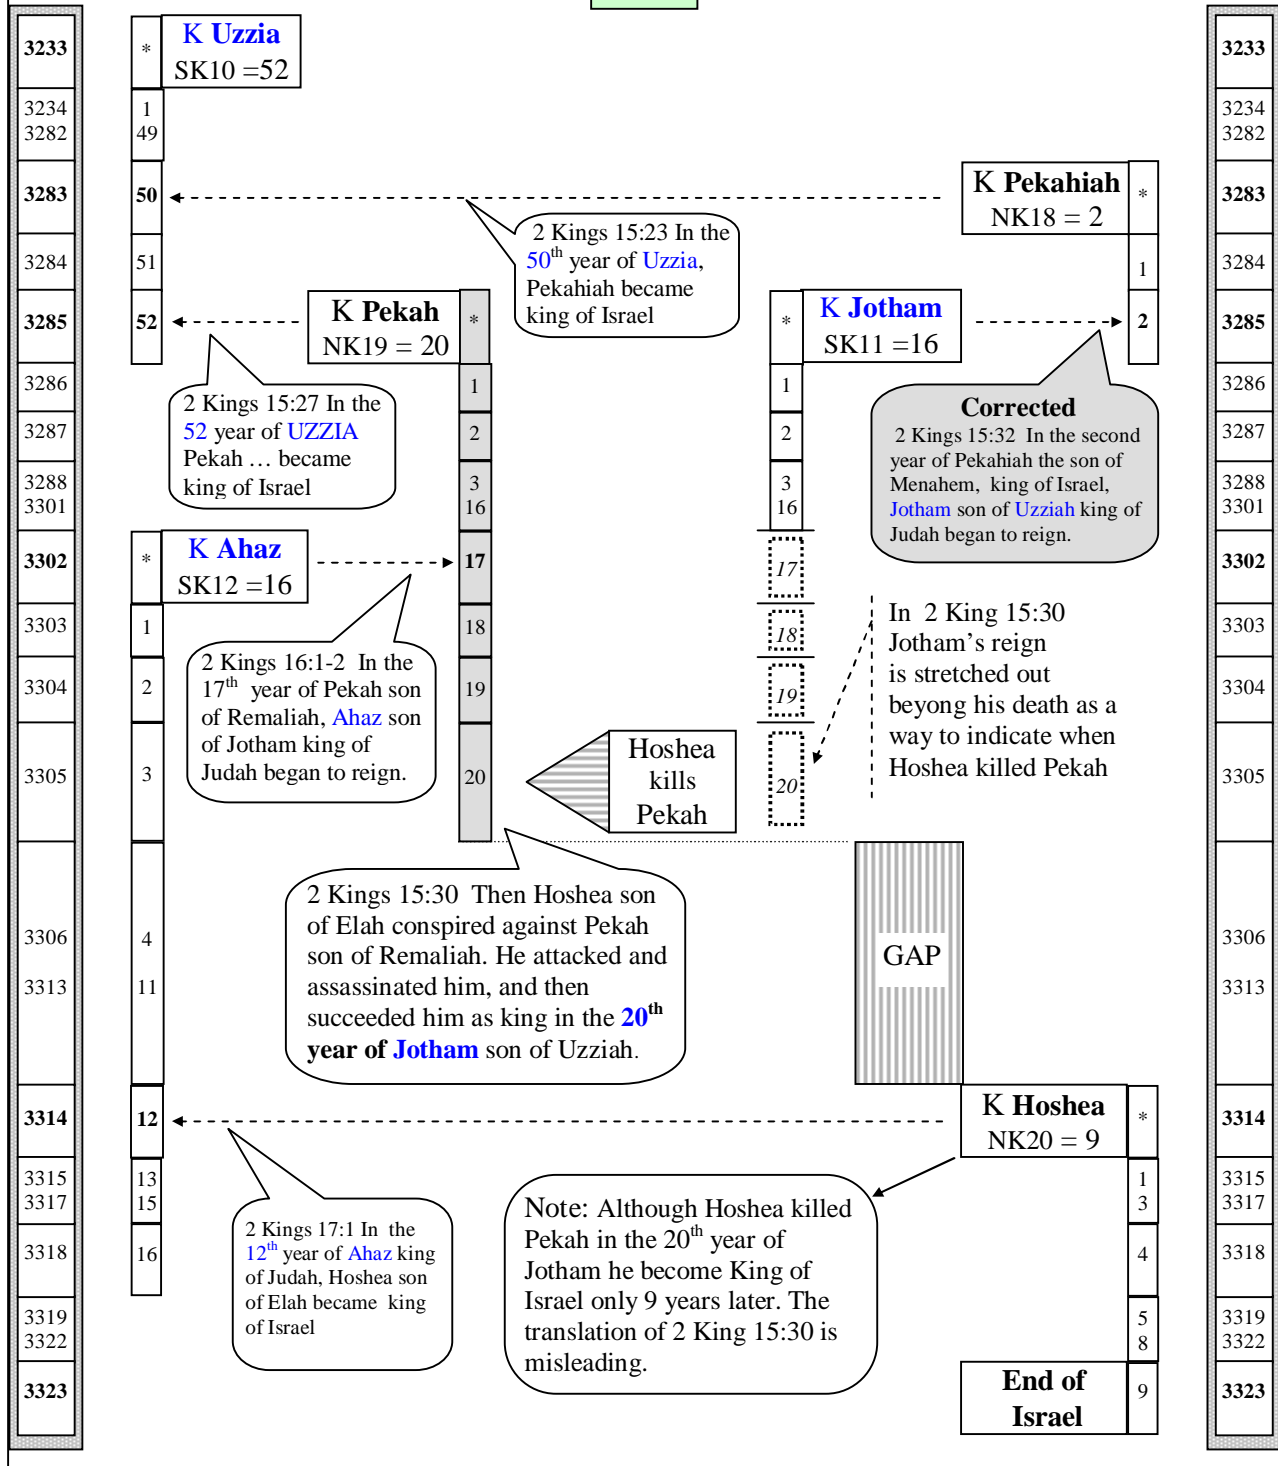 3233
*
K Uzzia
SK10 =52
3233
3234
3282
1
49
3234
3282
3283
50
K Pekahiah
NK18 = 2
*
3283
2 Kings 15:23 In the
50th year of Uzzia,
Pekahiah became
king of Israel
3284
51
1
3284
3285
52
K Pekah
NK19 = 20
*
*
K Jotham
SK11 =16
2
3285
3286
1
1
3286
2 Kings 15:27 In the
52 year of UZZIA
Pekah … became
king of Israel
Corrected
2 Kings 15:32 In the second
year of Pekahiah the son of
Menahem, king of Israel,
Jotham son of Uzziah king of
Judah began to reign.
3287
2
2
3287
3288
3301
3
16
3
16
3288
3301
3302
*
K Ahaz
SK12 =16
17
17
3302
3303
1
18
18
3303
2 Kings 16:1-2 In the
17th year of Pekah son
of Remaliah, Ahaz son
of Jotham king of
Judah began to reign.
In 2 King 15:30
Jotham's reign
is stretched out
beyong his death as a
way to indicate when
Hoshea killed Pekah
3304
2
19
19
3304
3305
3
20
Hoshea
kills
Pekah
20
3305
2 Kings 15:30 Then Hoshea son
of Elah conspired against Pekah
son of Remaliah. He attacked and
assassinated him, and then
succeeded him as king in the 20th
year of Jotham son of Uzziah.
3306
3313
4
11
GAP
3306
3313
3314
12
K Hoshea
NK20 = 9
*
3314
3315
3317
13
15
1
3
3315
3317
2 Kings 17:1 In the
12th year of Ahaz king
of Judah, Hoshea son
of Elah became king
of Israel
Note: Although Hoshea killed
Pekah in the 20th year of
Jotham he become King of
Israel only 9 years later. The
translation of 2 King 15:30 is
misleading.
3318
16
4
3318
3319
3322
5
8
3319
3322
3323
End of
Israel
9
3323